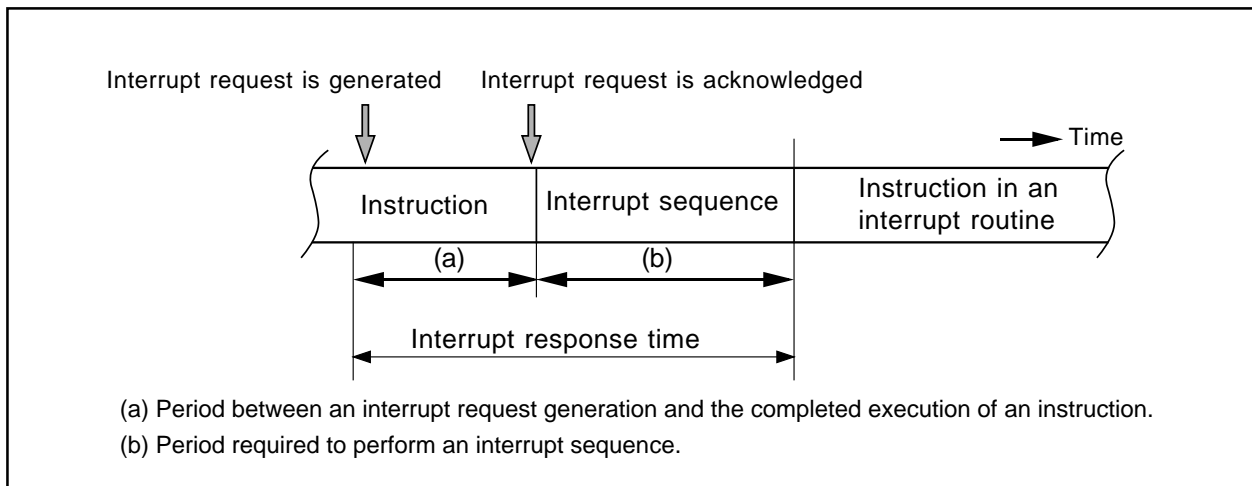 Interrupt request is generated
Interrupt request is acknowledged
Time
Instruction
Interrupt sequence
Instruction in an
interrupt routine
(a)
(b)
Interrupt response time
(a) Period between an interrupt request generation and the completed execution of an instruction.
(b) Period required to perform an interrupt sequence.